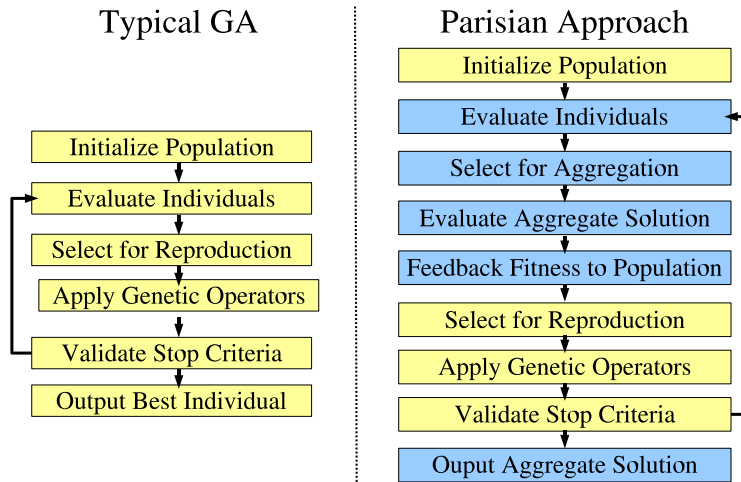 Typical GA
Initialize Population
Evaluate Individuals
Select for Reproduction
Apply Genetic Operators
Validate Stop Criteria
Output Best Individual
Parisian Approach
Initialize Population
Evaluate Individuals
Select for Aggregation
Evaluate Aggregate Solution
Feedback Fitness to Population
Select for Reproduction
Apply Genetic Operators
Validate Stop Criteria
Ouput Aggregate Solution